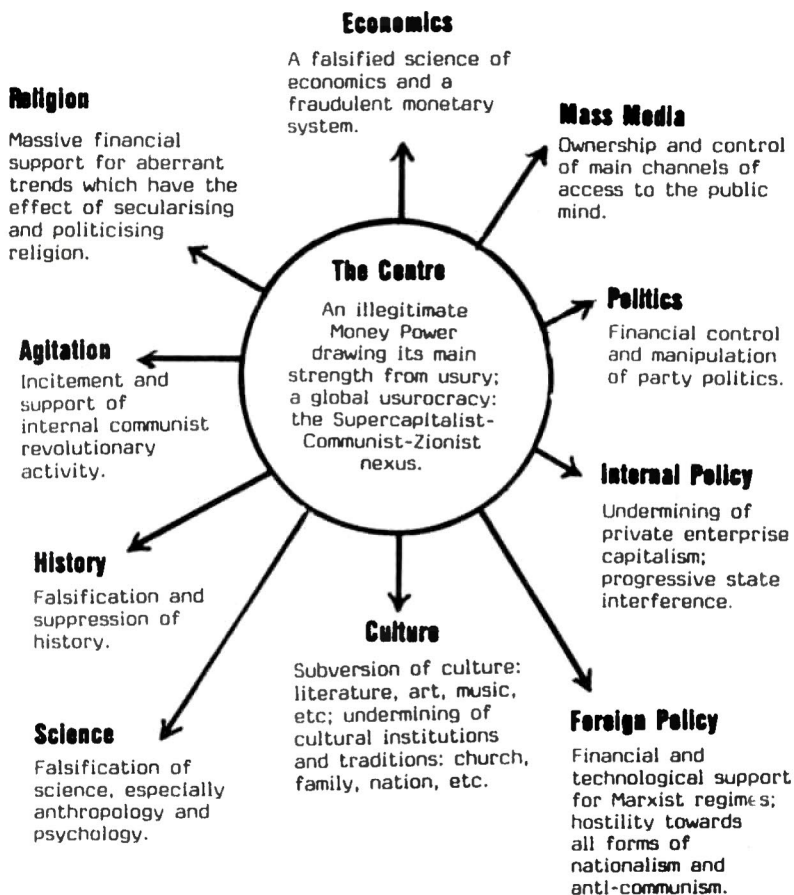 Economics
A falsified science of
economics and a
fraudulent monetary
system.
Religion
Massive financial
support for aberrant
trends which have the
effect of secularising
and politicising
religion.
Mass Media
Ownership and control
of main channels of
access to the public
mind.
The Centre
An illegitimate
Money Power
drawing its main
strength from usury;
a global usurocracy:
the Supercapitalist-
Communist-Zionist
nexus.
Politics
Financial control
and manipulation
of party politics.
Agitation
Incitement and
support of
internal communist
revolutionary
activity.
Internal Policy
Undermining of
private enterprise
capitalism;
progressive state
interference.
History
Falsification and
suppression of
history.
Culture
Subversion of culture:
literature, art, music,
etc; undermining of
cultural institutions
and traditions: church,
family, nation, etc.
Science
Falsification of
science, especially
anthropology and
psychology.
Foreign Policy
Financial and
technological support
for Marxist regimes;
hostility towards
all forms of
nationalism and
anti-communism.